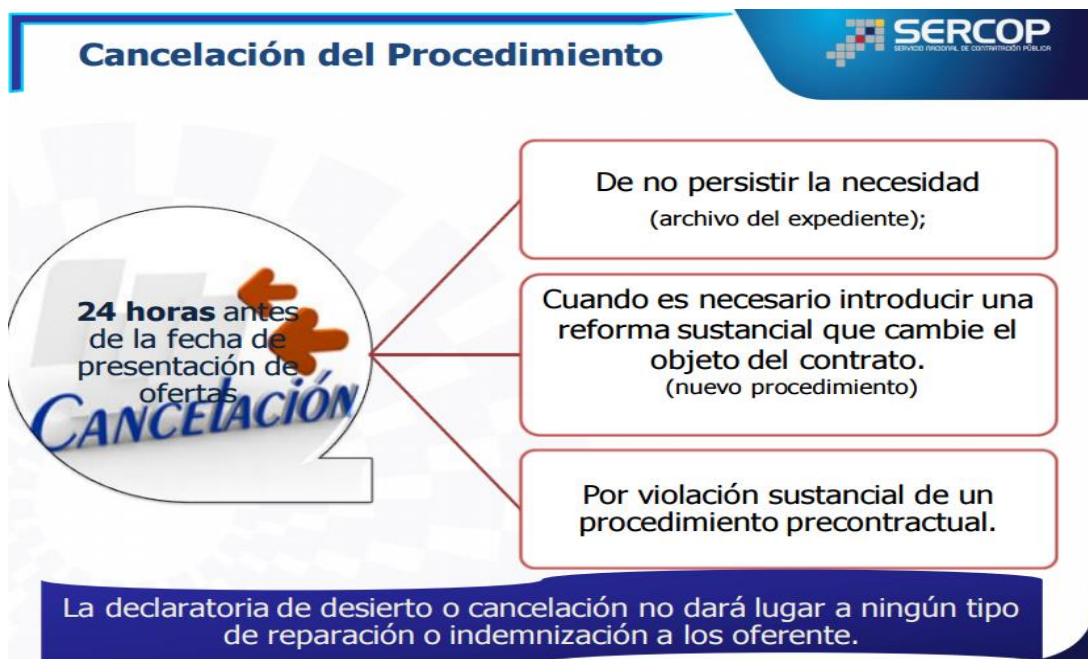 Cancelación del Procedimiento
SERCOP
SERVICIO NACIONAL DE CONTRATACIÓN PÚBLICA
24 horas antes
de la fecha de
presentación de
ofertas
CANCELACIÓN
De no persistir la necesidad
(archivo del expediente);
Cuando es necesario introducir una
reforma sustancial que cambie el
objeto del contrato.
(nuevo procedimiento)
Por violación sustancial de un
procedimiento precontractual.
La declaratoria de desierto o cancelación no dará lugar a ningún tipo
de reparación o indemnización a los oferente.